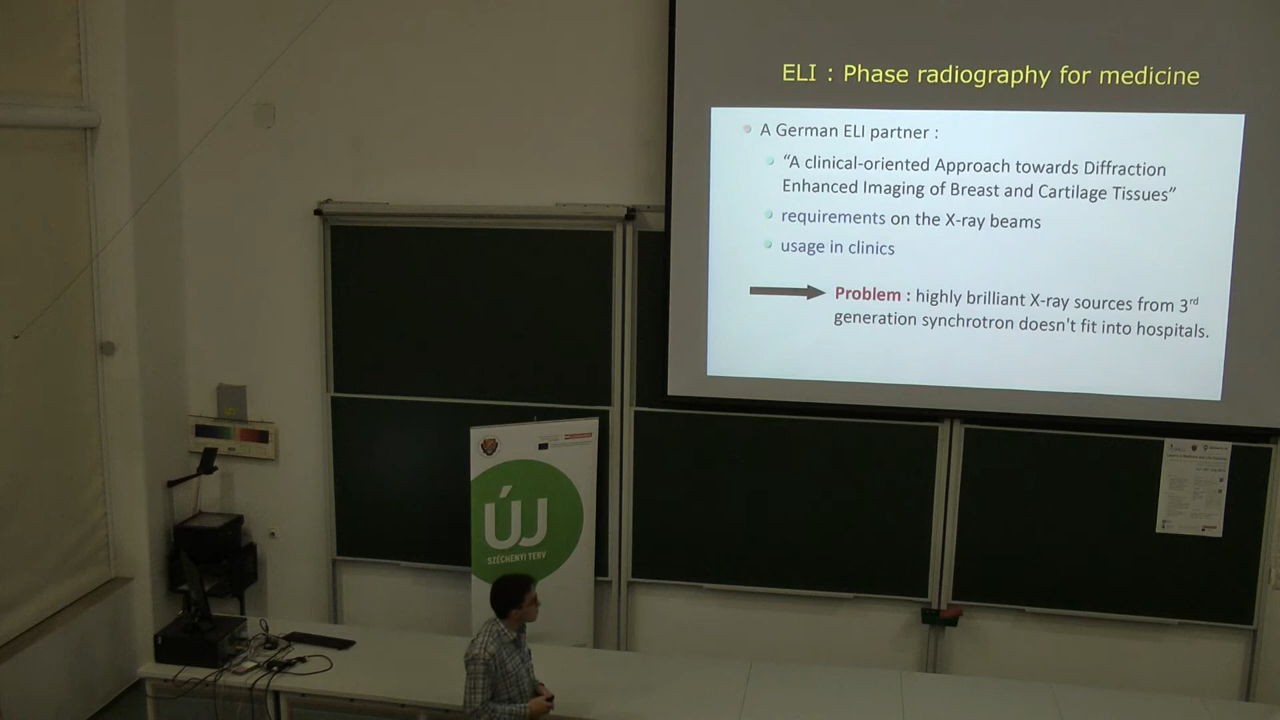 ELI : Phase radiography for medicine
A German ELI partner :
“A clinical-oriented Approach towards Diffraction
Enhanced Imaging of Breast and Cartilage Tissues”
requirements on the X-ray beams
usage in clinics
Problem : highly brilliant X-ray sources from 3rd
generation synchrotron doesn't fit into hospitals.
ÚJ
SZÉCHENYI TERV